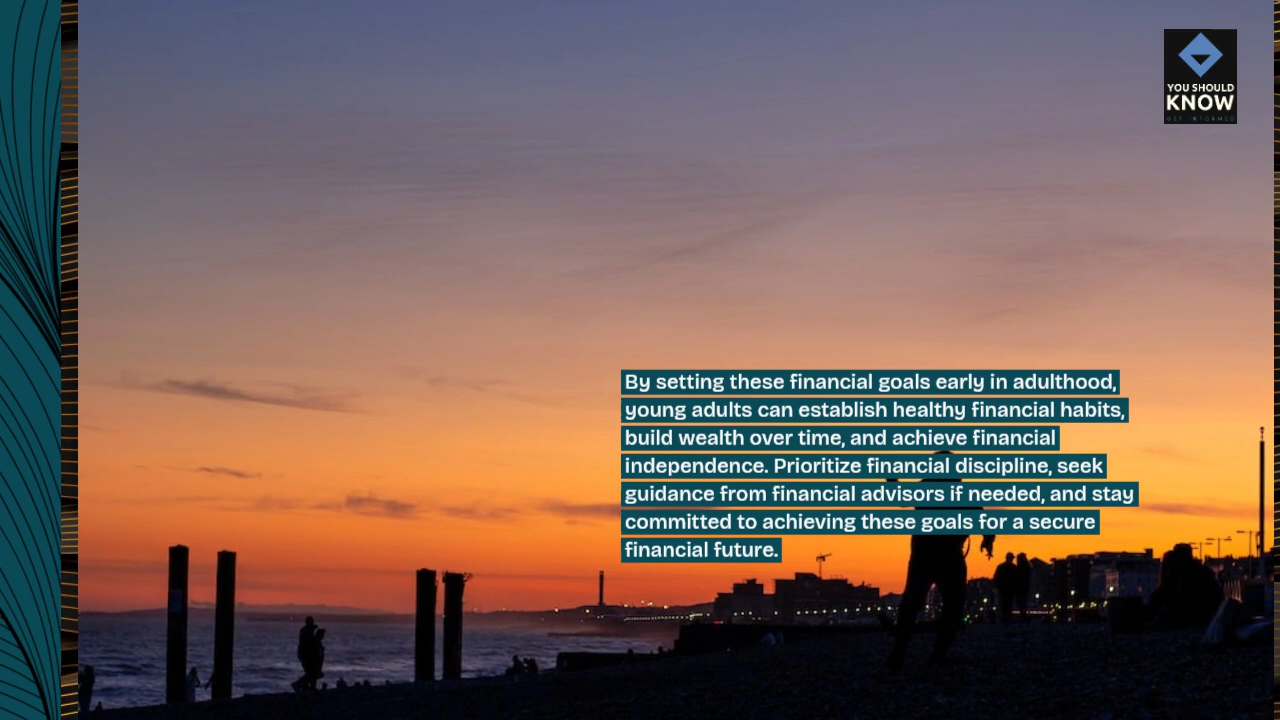 YOU SHOULD
KNOW
GET INFORMED
By setting these financial goals early in adulthood,
young adults can establish healthy financial habits,
build wealth over time, and achieve financial
independence. Prioritize financial discipline, seek
guidance from financial advisors if needed, and stay
committed to achieving these goals for a secure
financial future.